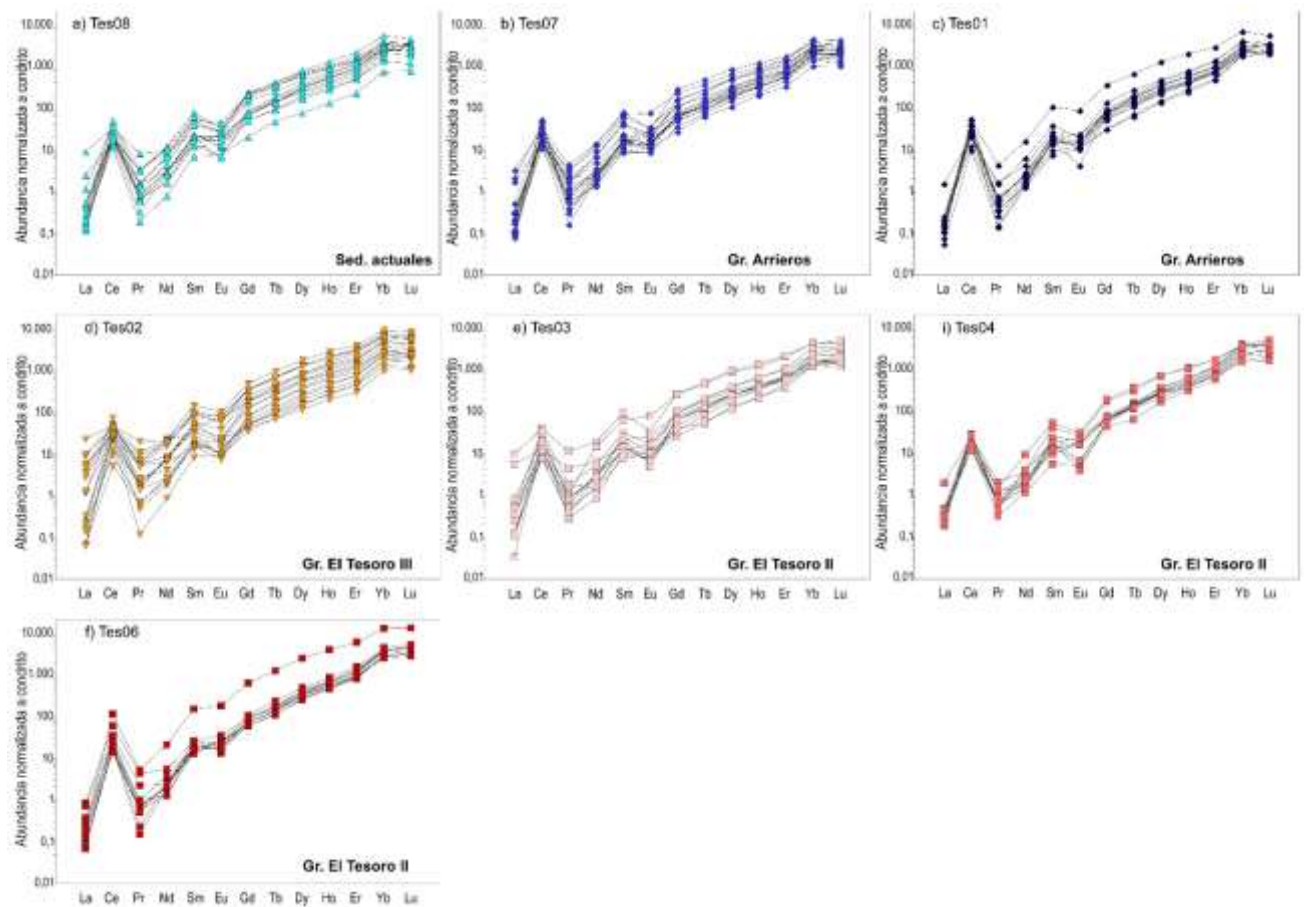 a) Tes08
Abundancia normalizada a condrito
10.000
1.000
100
10
1
0,1
0,01
Sed. actuales
La Ce Pr Nd Sm Eu Gd Tb Dy Ho Er Yb Lu
b) Tes07
Abundancia normalizada a condrito
10.000
1.000
100
10
1
0,1
0,01
Gr. Arrieros
La Ce Pr Nd Sm Eu Gd Tb Dy Ho Er Yb Lu
c) Tes01
Abundancia normalizada a condrito
10.000
1.000
100
10
1
0,1
0,01
Gr. Arrieros
La Ce Pr Nd Sm Eu Gd Tb Dy Ho Er Yb Lu
d) Tes02
Abundancia normalizada a condrito
10.000
1.000
100
10
1
0,1
0,01
Gr. El Tesoro III
La Ce Pr Nd Sm Eu Gd Tb Dy Ho Er Yb Lu
e) Tes03
Abundancia normalizada a condrito
10.000
1.000
100
10
1
0,1
0,01
Gr. El Tesoro II
La Ce Pr Nd Sm Eu Gd Tb Dy Ho Er Yb Lu
i) Tes04
Abundancia normalizada a condrito
10.000
1.000
100
10
1
0,1
0,01
Gr. El Tesoro II
La Ce Pr Nd Sm Eu Gd Tb Dy Ho Er Yb Lu
f) Tes06
Abundancia normalizada a condrito
10.000
1.000
100
10
1
0,1
0,01
Gr. El Tesoro II
La Ce Pr Nd Sm Eu Gd Tb Dy Ho Er Yb Lu